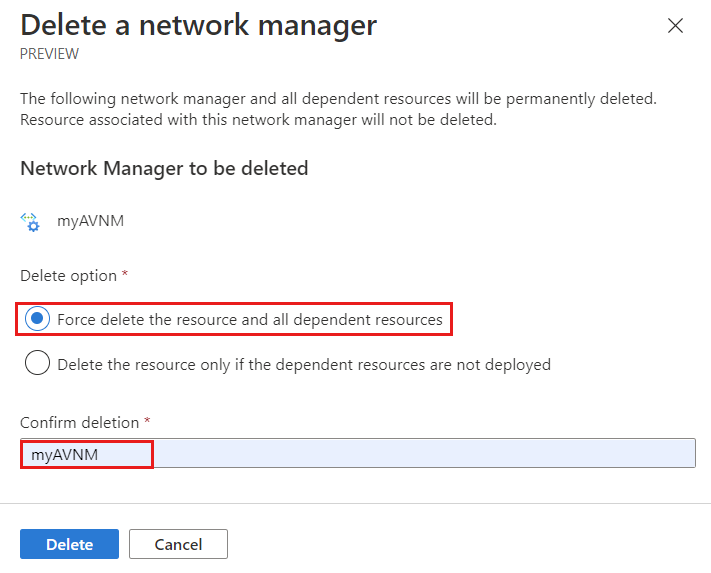 Delete a network manager
PREVIEW
The following network manager and all dependent resources will be permanently deleted.
Resource associated with this network manager will not be deleted.
Network Manager to be deleted
myAVNM
Delete option *
Force delete the resource and all dependent resources
Delete the resource only if the dependent resources are not deployed
Confirm deletion *
myAVNM
Delete Cancel